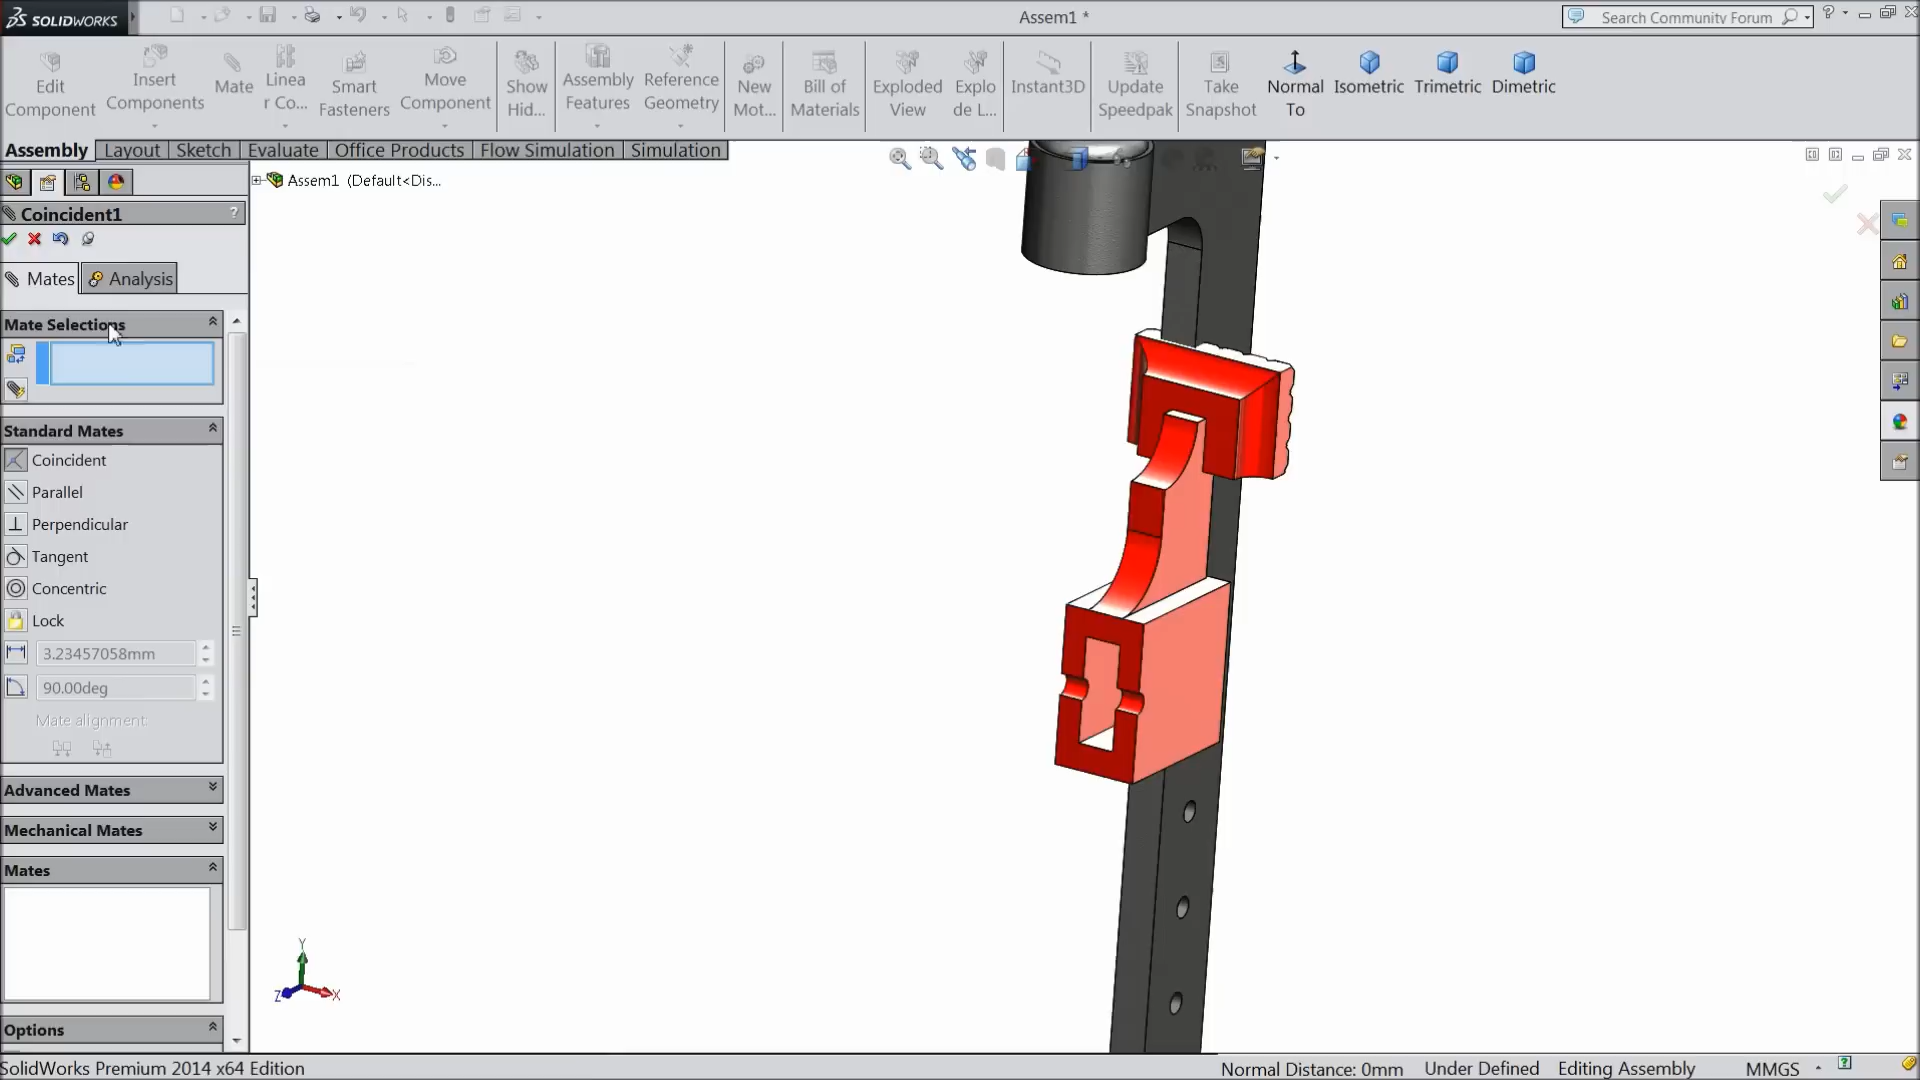 SOLIDWORKS
Assem1 *
Search Community Forum
Edit Component
Insert Components
Mate
Linea r Co...
Smart Fasteners
Move Component
Show Hid...
Assembly Features
Reference Geometry
New Mot...
Bill of Materials
Exploded View
Explo de L...
Instant3D
Update Speedpak
Take Snapshot
Normal To
Isometric
Trimetric
Dimetric
Assembly
Layout
Sketch
Evaluate
Office Products
Flow Simulation
Simulation
Assem1 (Default<Dis...
Coincident1
?
Mates
Analysis
Mate Selections
Standard Mates
Coincident
Parallel
Perpendicular
Tangent
Concentric
Lock
3.23457058mm
90.00deg
Mate alignment:
Advanced Mates
Mechanical Mates
Mates
Options
Y
Z
X
SolidWorks Premium 2014 x64 Edition
Normal Distance: 0mm
Under Defined
Editing Assembly
MMGS